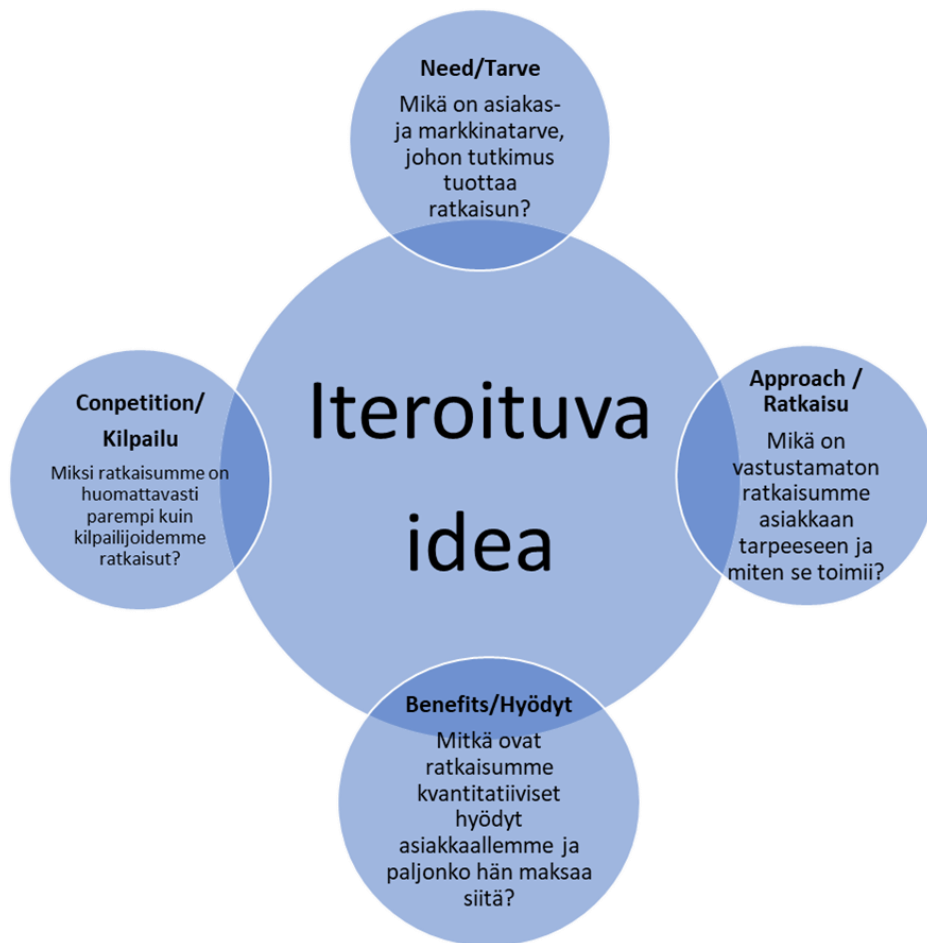 Need/Tarve
Mikä on asiakas-
ja markkinatarve,
johon tutkimus
tuottaa
ratkaisun?
Conpetition/
Kilpailu
Miksi ratkaisumme on
huomattavasti
parempi kuin
kilpailijoidemme
ratkaisut?
Iteroituva
idea
Approach /
Ratkaisu
Mikä on
vastustamaton
ratkaisumme
asiakkaan
tarpeeseen ja
miten se toimii?
Benefits/Hyödyt
Mitkä ovat
ratkaisumme
kvantitatiiviset
hyödyt
asiakkaallemme ja
paljonko hän maksaa
siitä?